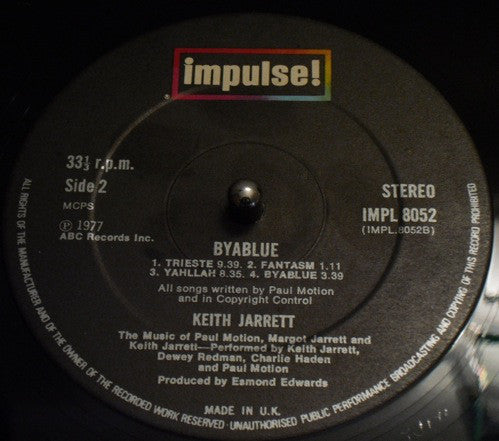 impulse!
®
33⅓ r.p.m.
Side 2
MCPS
℗ 1977
ABC Records Inc.
STEREO
IMPL 8052
(IMPL.8052B)
BYABLUE
1. TRIESTE 9.39. 2. FANTASM 1.11
3. YAHLLAH 8.35. 4. BYABLUE 3.39
All songs written by Paul Motion
and in Copyright Control
KEITH JARRETT
The Music of Paul Motion, Margot Jarrett and
Keith Jarrett—Performed by Keith Jarrett,
Dewey Redman, Charlie Haden
and Paul Motion
Produced by Esmond Edwards
MADE IN U.K.
ALL RIGHTS OF THE MANUFACTURER AND OF THE OWNER OF THE RECORDED WORK RESERVED · UNAUTHORISED PUBLIC PERFORMANCE BROADCASTING AND COPYING OF THIS RECORD PROHIBITED